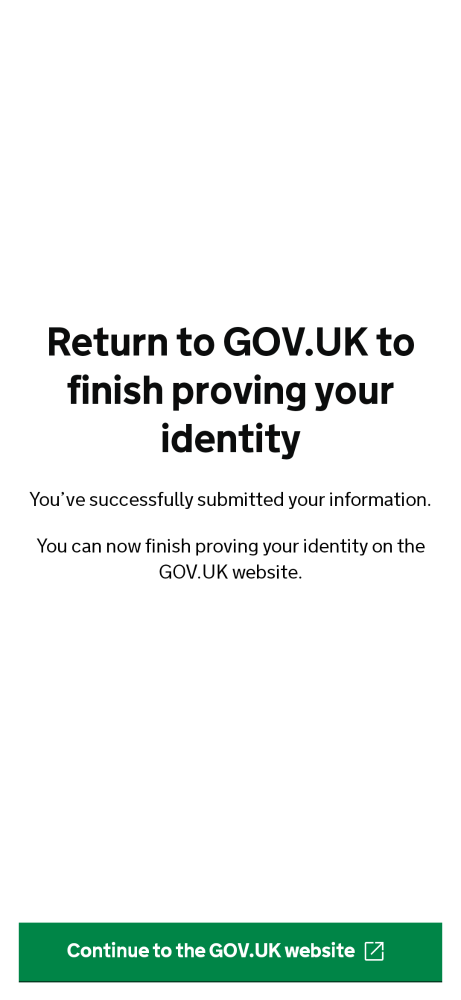 Return to GOV.UK to
finish proving your
identity
You’ve successfully submitted your information.
You can now finish proving your identity on the
GOV.UK website.
Continue to the GOV.UK website